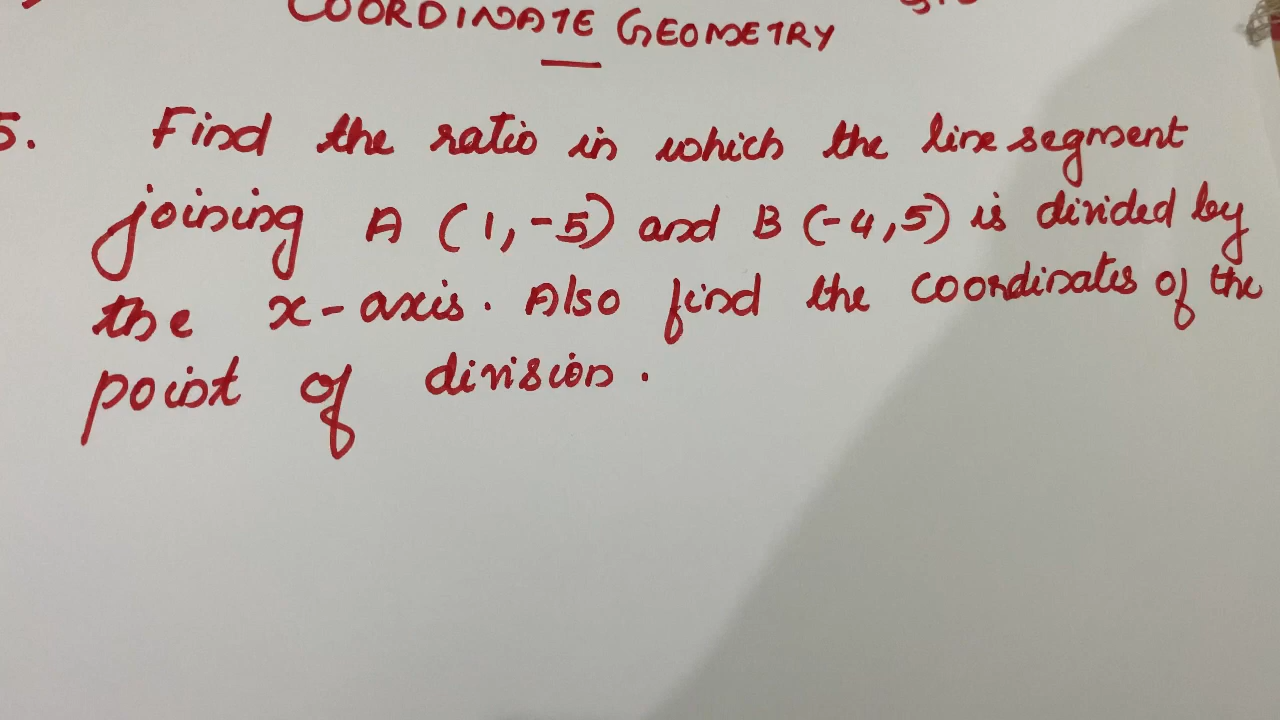 COORDINATE GEOMETRY
5. Find the ratio in which the line segment
joining A (1,-5) and B (-4,5) is divided by
the x-axis. Also find the coordinates of the
point of division.